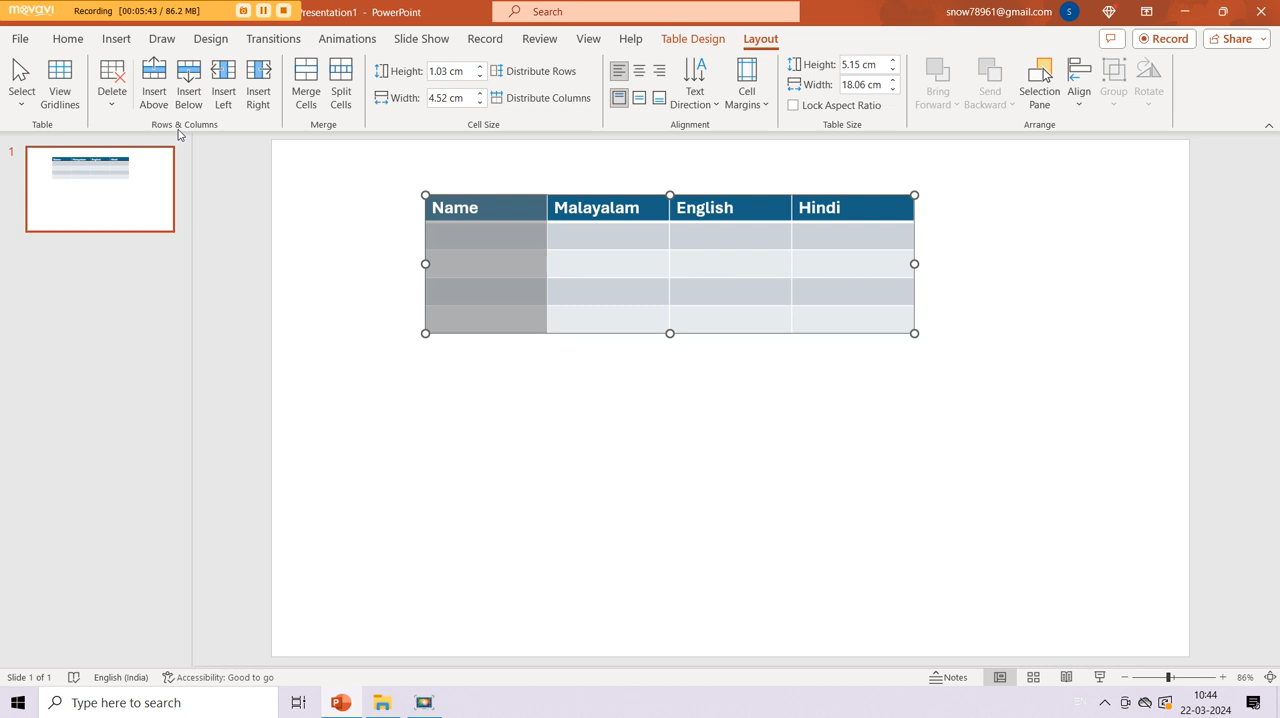 movavi Recording [00:05:43 / 86.2 MB] Presentation1 - PowerPoint Search snow78961@gmail.com S
File Home Insert Draw Design Transitions Animations Slide Show Record Review View Help Table Design Layout Record Share
Select View Gridlines Delete Insert Above Insert Below Insert Left Insert Right Merge Cells Split Cells Height: 1.03 cm Distribute Rows Width: 4.52 cm Distribute Columns Text Direction Cell Margins Height: 5.15 cm Width: 18.06 cm Lock Aspect Ratio Bring Forward Send Backward Selection Pane Align Group Rotate
Table Rows & Columns Merge Cell Size Alignment Table Size Arrange
1
Name Malayalam English Hindi
Name Malayalam English Hindi
Slide 1 of 1 English (India) Accessibility: Good to go Notes 86%
Type here to search EN 10:44
22-03-2024